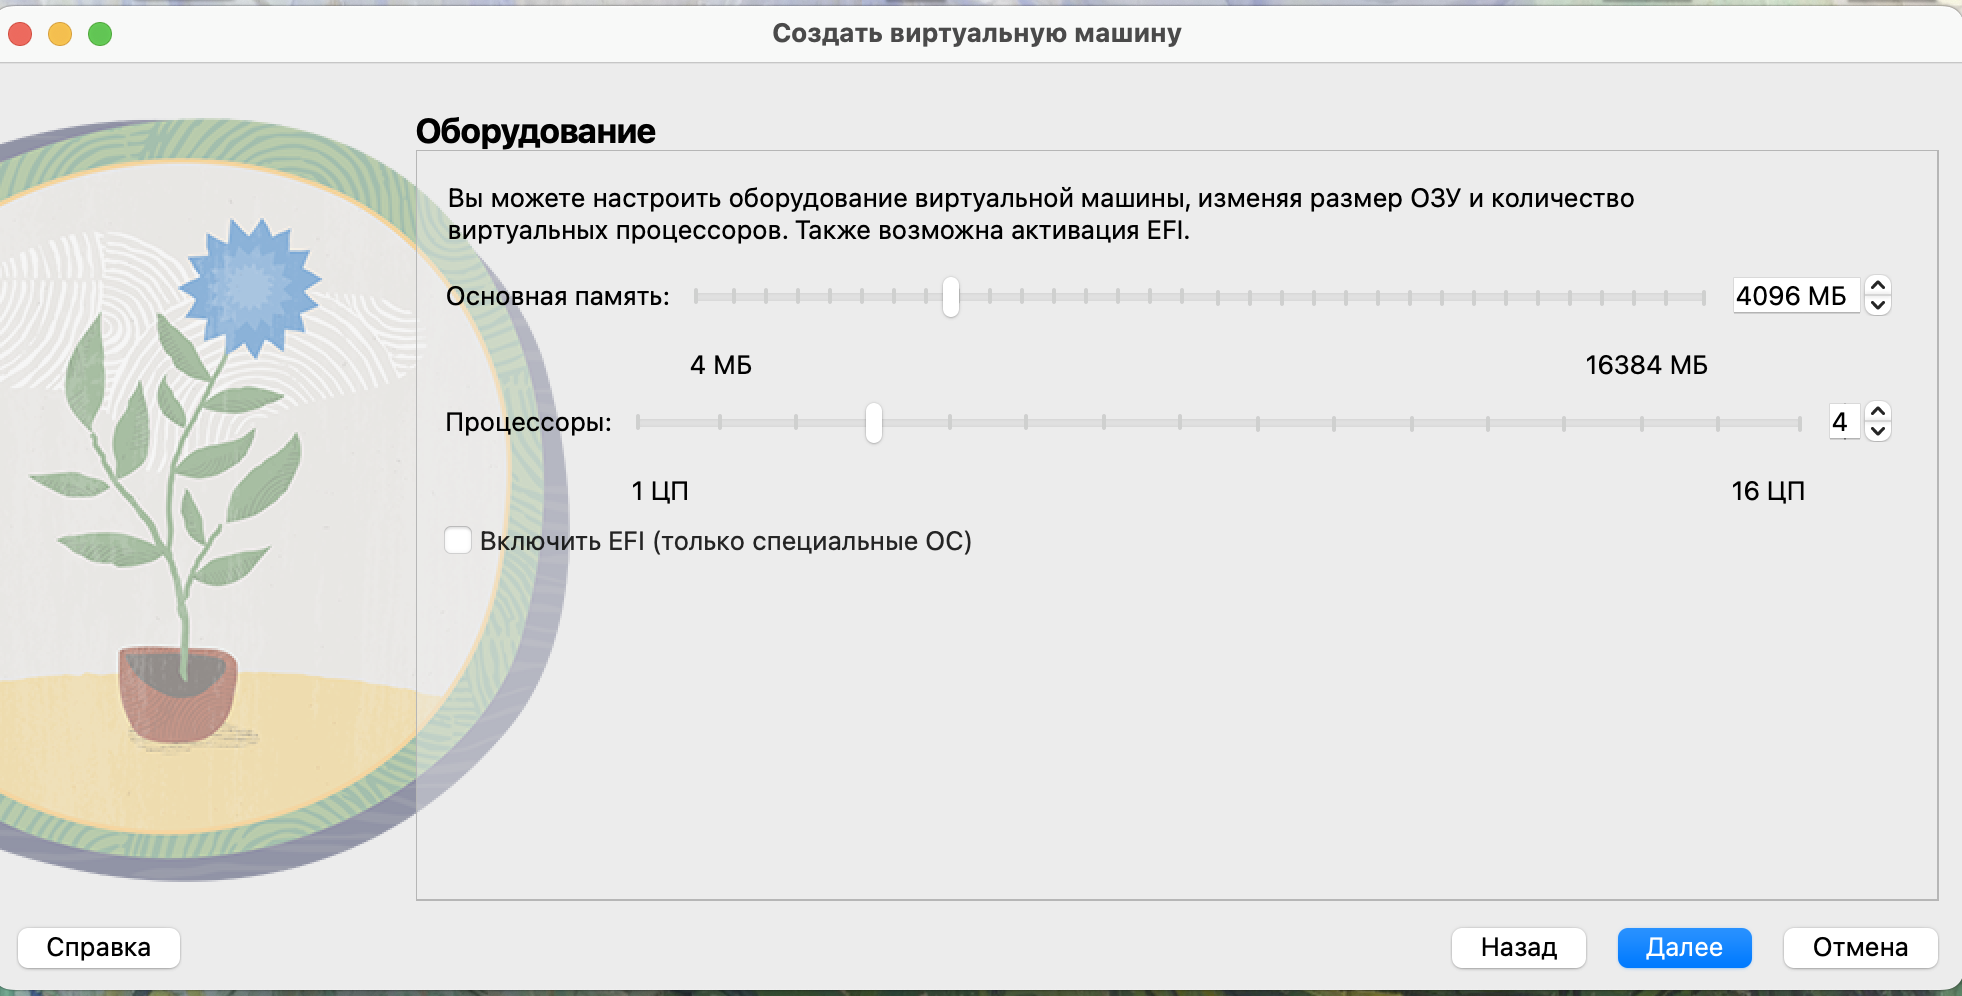 Создать виртуальную машину
Оборудование
Вы можете настроить оборудование виртуальной машины, изменяя размер ОЗУ и количество
виртуальных процессоров. Также возможна активация EFI.
Основная память:
4096 МБ
4 МБ
16384 МБ
Процессоры:
4
1 ЦП
16 ЦП
Включить EFI (только специальные ОС)
Справка
Назад
Далее
Отмена